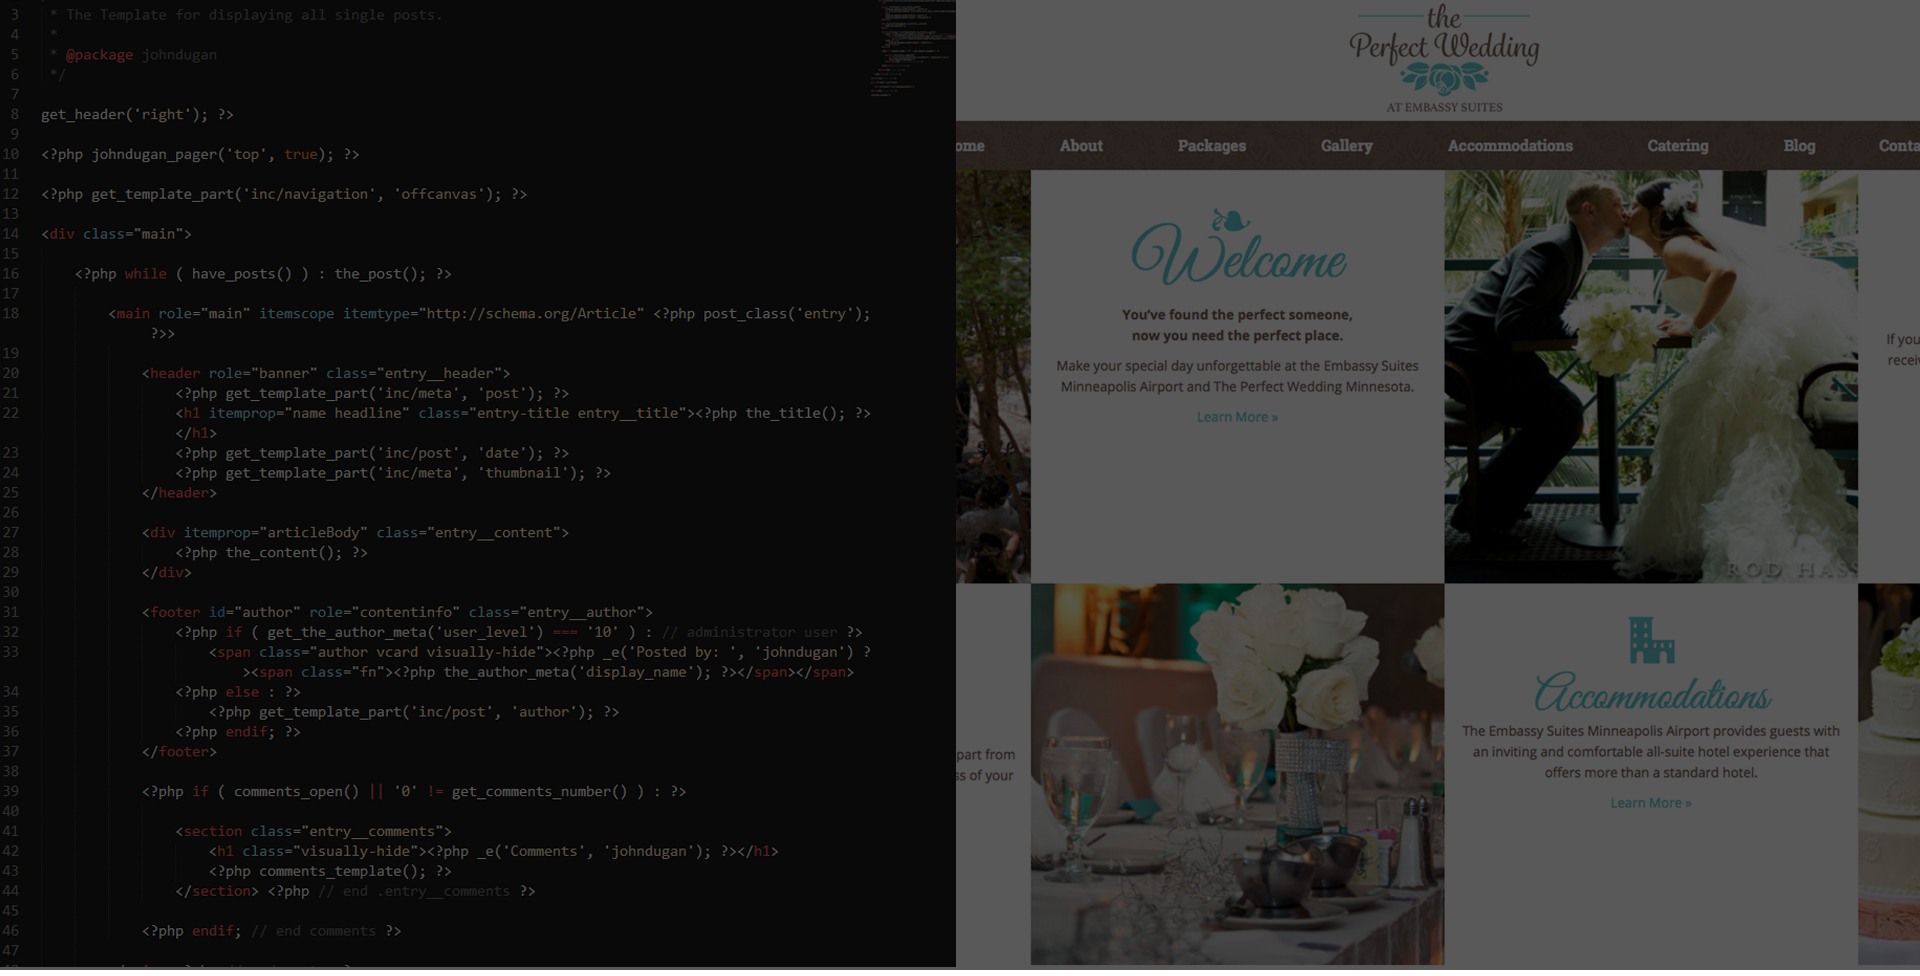 3 * The Template for displaying all single posts.
4 *
5 * @package johndugan
6 */
7
8 get_header('right'); ?>
9
10 <?php johndugan_pager('top', true); ?>
11
12 <?php get_template_part('inc/navigation', 'offcanvas'); ?>
13
14 <div class="main">
15
16 <?php while ( have_posts() ) : the_post(); ?>
17
18 <main role="main" itemscope itemtype="http://schema.org/Article" <?php post_class('entry');
?>>
19
20 <header role="banner" class="entry__header">
21 <?php get_template_part('inc/meta', 'post'); ?>
22 <h1 itemprop="name headline" class="entry-title entry__title"><?php the_title(); ?>
</h1>
23 <?php get_template_part('inc/post', 'date'); ?>
24 <?php get_template_part('inc/meta', 'thumbnail'); ?>
25 </header>
26
27 <div itemprop="articleBody" class="entry__content">
28 <?php the_content(); ?>
29 </div>
30
31 <footer id="author" role="contentinfo" class="entry__author">
32 <?php if ( get_the_author_meta('user_level') === '10' ) : // administrator user ?>
33 <span class="author vcard visually-hide"><?php _e('Posted by: ', 'johndugan') ?
><span class="fn"><?php the_author_meta('display_name'); ?></span></span>
34 <?php else : ?>
35 <?php get_template_part('inc/post', 'author'); ?>
36 <?php endif; ?>
37 </footer>
38
39 <?php if ( comments_open() || '0' != get_comments_number() ) : ?>
40
41 <section class="entry__comments">
42 <h1 class="visually-hide"><?php _e('Comments', 'johndugan'); ?></h1>
43 <?php comments_template(); ?>
44 </section> <?php // end .entry__comments ?>
45
46 <?php endif; // end comments ?>
47
the
Perfect Wedding
AT EMBASSY SUITES
ome About Packages Gallery Accommodations Catering Blog Conta
Welcome
You've found the perfect someone,
now you need the perfect place.
Make your special day unforgettable at the Embassy Suites
Minneapolis Airport and The Perfect Wedding Minnesota.
Learn More »
If you
recei
ROD HAS
part from
ss of your
Accommodations
The Embassy Suites Minneapolis Airport provides guests with
an inviting and comfortable all-suite hotel experience that
offers more than a standard hotel.
Learn More »